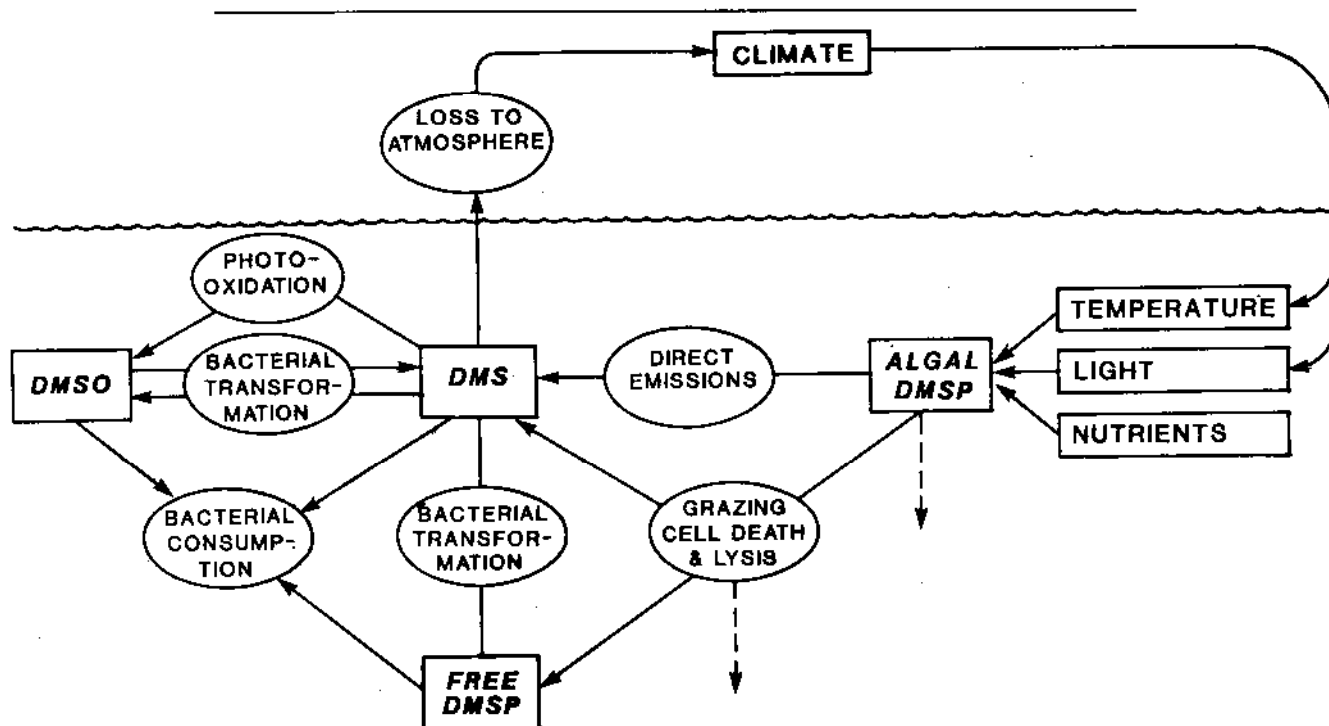 CLIMATE
LOSS TO
ATMOSPHERE
PHOTO-
OXIDATION
TEMPERATURE
DMSO
BACTERIAL
TRANSFOR-
MATION
DMS
DIRECT
EMISSIONS
ALGAL
DMSP
LIGHT
NUTRIENTS
BACTERIAL
CONSUMP-
TION
BACTERIAL
TRANSFOR-
MATION
GRAZING
CELL DEATH
& LYSIS
FREE
DMSP